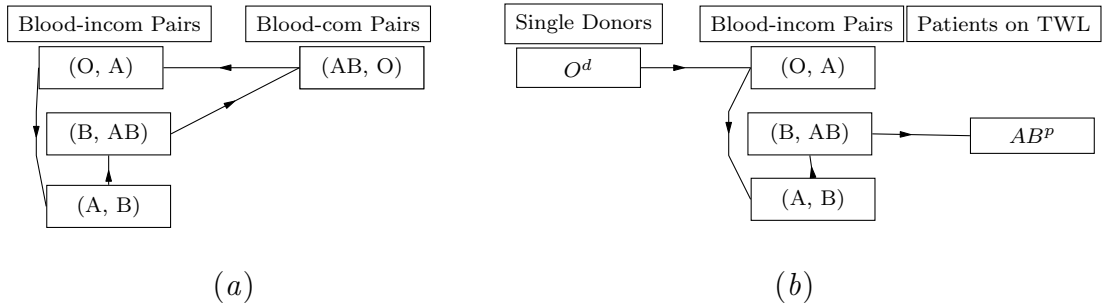 Blood-incom Pairs
Blood-com Pairs
(O, A)
(AB, O)
(B, AB)
(A, B)
(a)
Single Donors
Blood-incom Pairs
Patients on TWL
O^d
(O, A)
(B, AB)
AB^p
(A, B)
(b)